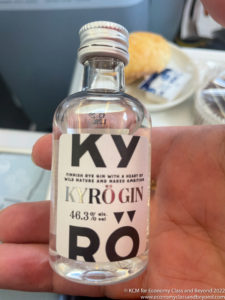 KY
FINNISH RYE GIN WITH A HEART OF
WILD NATURE AND NAKED AMBITION
KYRÖ GIN
46.3% alc. /vol
RÖ
© KCM for Economy Class and Beyond 2022
www.economyclassandbeyond.com